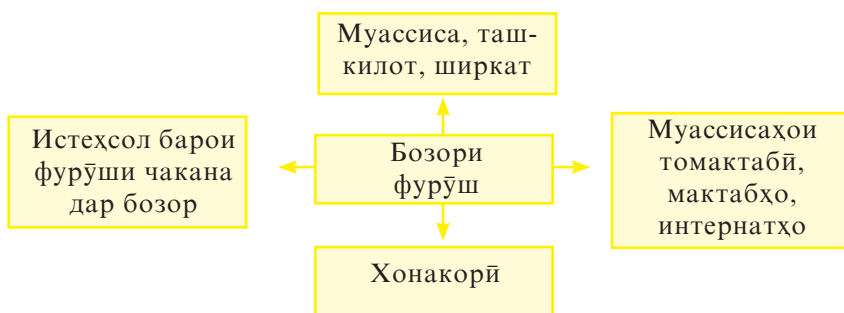 Муассиса, таш-
килот, ширкат
Истеҳсол барои
фурӯши чакана
дар бозор
Бозори
фурӯш
Муассисаҳои
томактабӣ,
мактабҳо,
интернатҳо
Хонакорӣ